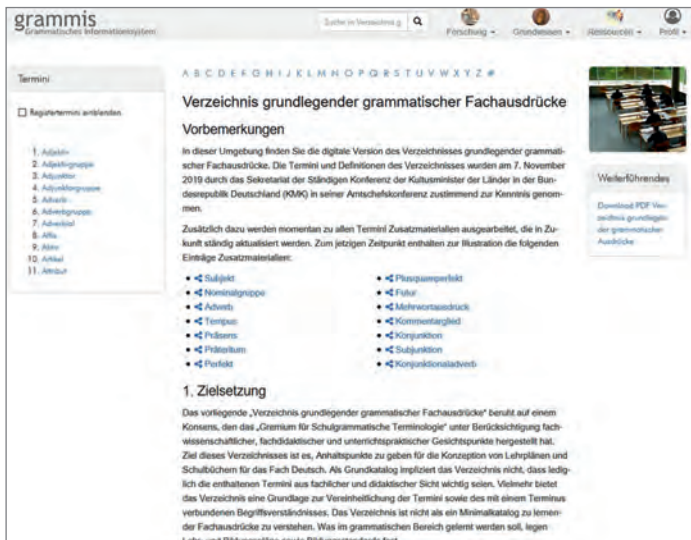 grammis
Grammatisches Informationssystem
Suche in Verzeichnis g
Forschung
Grundwissen
Ressourcen
Profil
Termini
Registertermini einblenden
1. Adjektiv
2. Adjektivgruppe
3. Adjunktor
4. Adjunktorgruppe
5. Adverb
6. Adverbgruppe
7. Adverbial
8. Affix
9. Aktiv
10. Artikel
11. Attribut
A B C D E F G H I J K L M N O P Q R S T U V W X Y Z #
Verzeichnis grundlegender grammatischer Fachausdrücke
Vorbemerkungen
In dieser Umgebung finden Sie die digitale Version des Verzeichnisses grundlegender grammati-
scher Fachausdrücke. Die Termini und Definitionen des Verzeichnisses wurden am 7. November
2019 durch das Sekretariat der Ständigen Konferenz der Kultusminister der Länder in der Bun-
desrepublik Deutschland (KMK) in seiner Amtschefskonferenz zustimmend zur Kenntnis genom-
men.
Zusätzlich dazu werden momentan zu allen Termini Zusatzmaterialien ausgearbeitet, die in Zu-
kunft ständig aktualisiert werden. Zum jetzigen Zeitpunkt enthalten zur Illustration die folgenden
Einträge Zusatzmaterialien:
Subjekt
Nominalgruppe
Adverb
Tempus
Präsens
Präteritum
Perfekt
Plusquamperfekt
Futur
Mehrwortausdruck
Kommentarglied
Konjunktion
Subjunktion
Konjunktionaladverb
1. Zielsetzung
Das vorliegende „Verzeichnis grundlegender grammatischer Fachausdrücke" beruht auf einem
Konsens, den das „Gremium für Schulgrammatische Terminologie" unter Berücksichtigung fach-
wissenschaftlicher, fachdidaktischer und unterrichtspraktischer Gesichtspunkte hergestellt hat.
Ziel dieses Verzeichnisses ist es, Anhaltspunkte zu geben für die Konzeption von Lehrplänen und
Schulbüchern für das Fach Deutsch. Als Grundkatalog impliziert das Verzeichnis nicht, dass ledig-
lich die enthaltenen Termini aus fachlicher und didaktischer Sicht wichtig seien. Vielmehr bietet
das Verzeichnis eine Grundlage zur Vereinheitlichung der Termini sowie des mit einem Terminus
verbundenen Begriffsverständnisses. Das Verzeichnis ist nicht als ein Minimalkatalog zu lernen-
der Fachausdrücke zu verstehen. Was im grammatischen Bereich gelernt werden soll, legen
Weiterführendes
Download PDF Ver-
zeichnis grundlegen-
der grammatischer
Ausdrücke